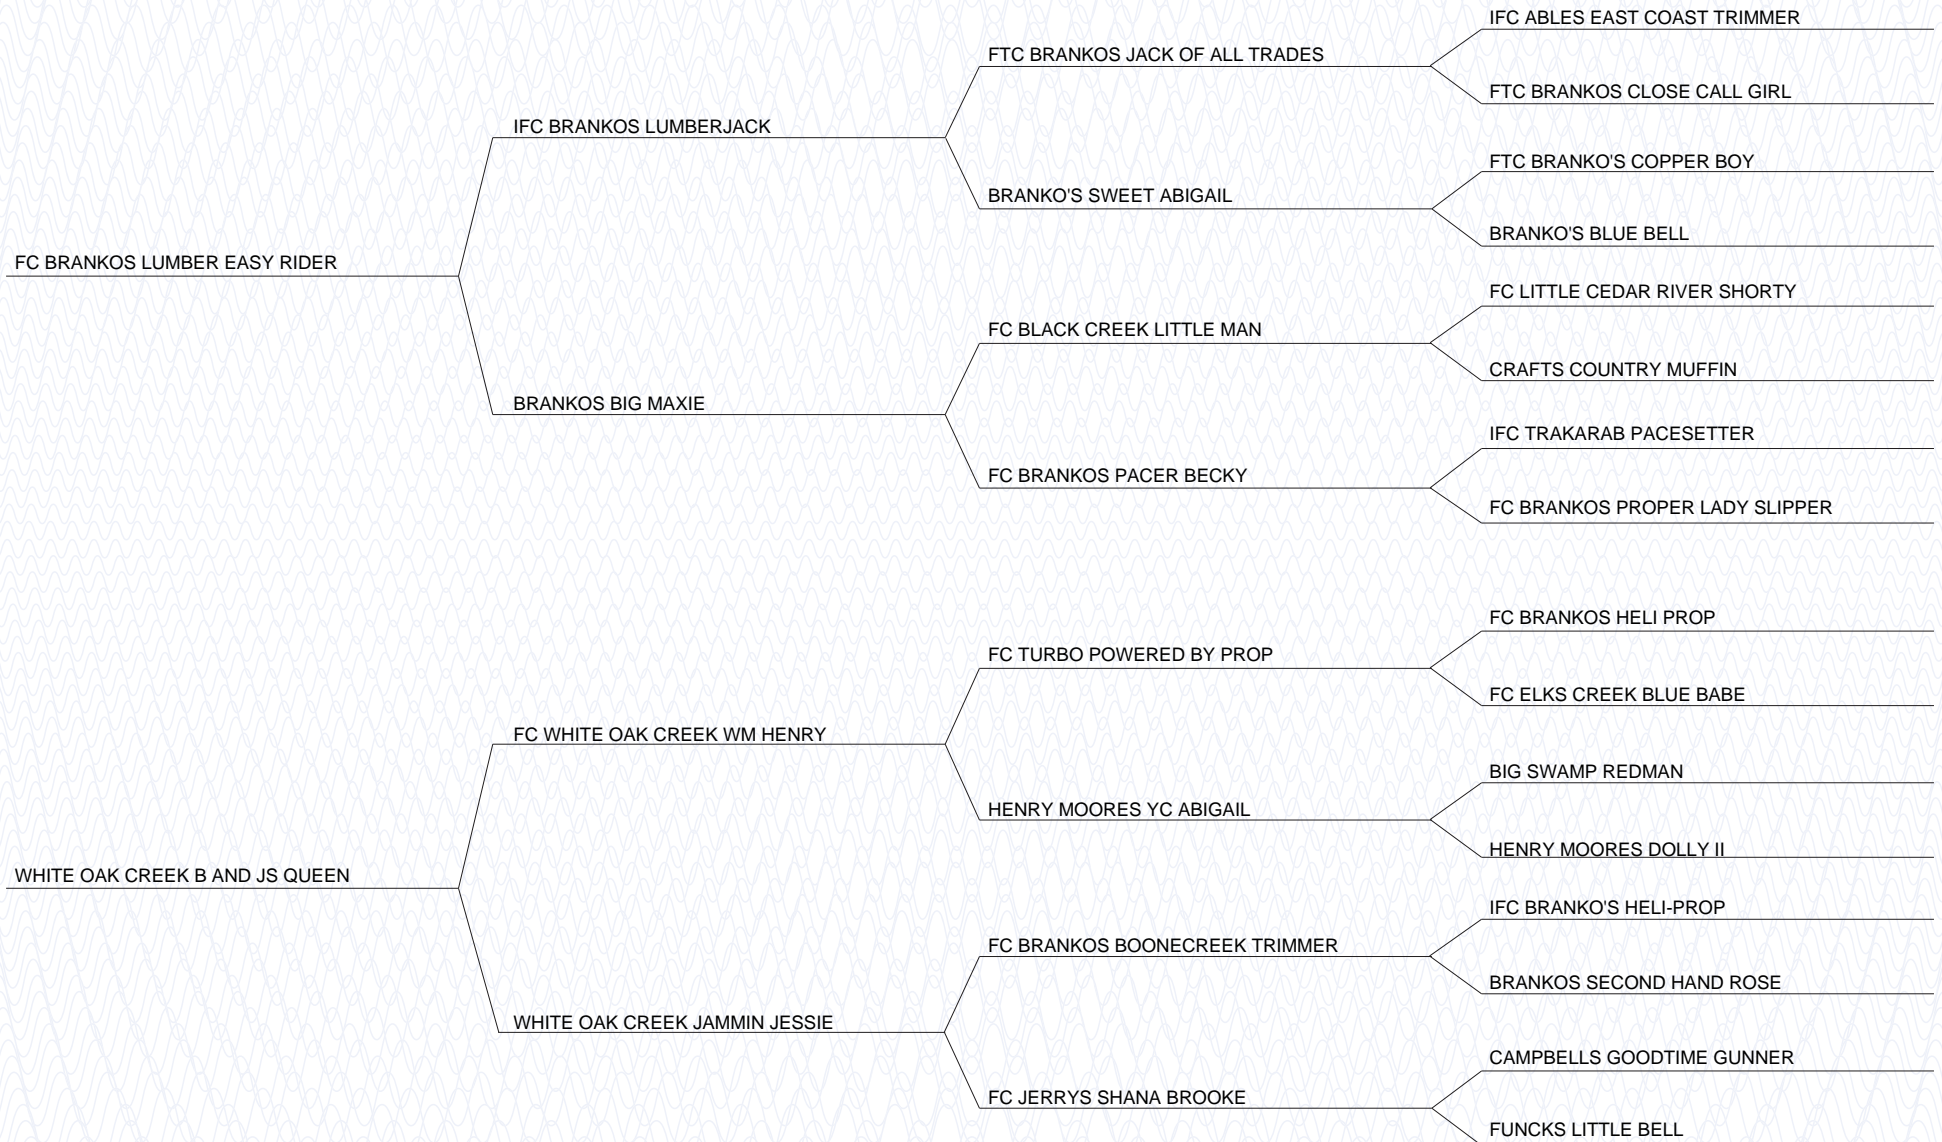 IFC ABLES EAST COAST TRIMMER
FTC BRANKOS JACK OF ALL TRADES
FTC BRANKOS CLOSE CALL GIRL
IFC BRANKOS LUMBERJACK
FTC BRANKO'S COPPER BOY
BRANKO'S SWEET ABIGAIL
BRANKO'S BLUE BELL
FC BRANKOS LUMBER EASY RIDER
FC LITTLE CEDAR RIVER SHORTY
FC BLACK CREEK LITTLE MAN
CRAFTS COUNTRY MUFFIN
BRANKOS BIG MAXIE
IFC TRAKARAB PACESETTER
FC BRANKOS PACER BECKY
FC BRANKOS PROPER LADY SLIPPER
FC BRANKOS HELI PROP
FC TURBO POWERED BY PROP
FC ELKS CREEK BLUE BABE
FC WHITE OAK CREEK WM HENRY
BIG SWAMP REDMAN
HENRY MOORES YC ABIGAIL
HENRY MOORES DOLLY II
WHITE OAK CREEK B AND JS QUEEN
IFC BRANKO'S HELI-PROP
FC BRANKOS BOONECREEK TRIMMER
BRANKOS SECOND HAND ROSE
WHITE OAK CREEK JAMMIN JESSIE
CAMPBELLS GOODTIME GUNNER
FC JERRYS SHANA BROOKE
FUNCKS LITTLE BELL